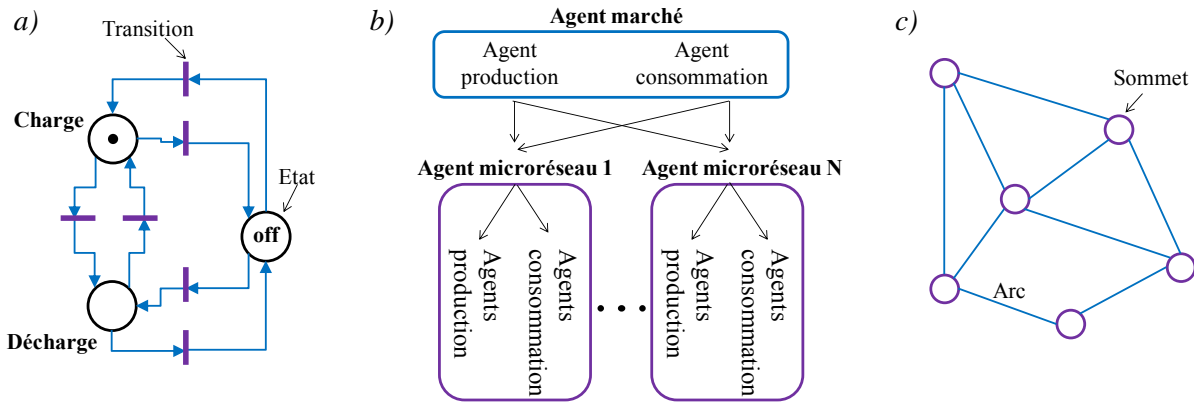 a)
Transition
Charge
Etat
off
Décharge
b)
Agent marché
Agent
production
Agent
consommation
Agent microréseau 1
Agent microréseau N
Agents
production
Agents
consommation
Agents
production
Agents
consommation
c)
Sommet
Arc